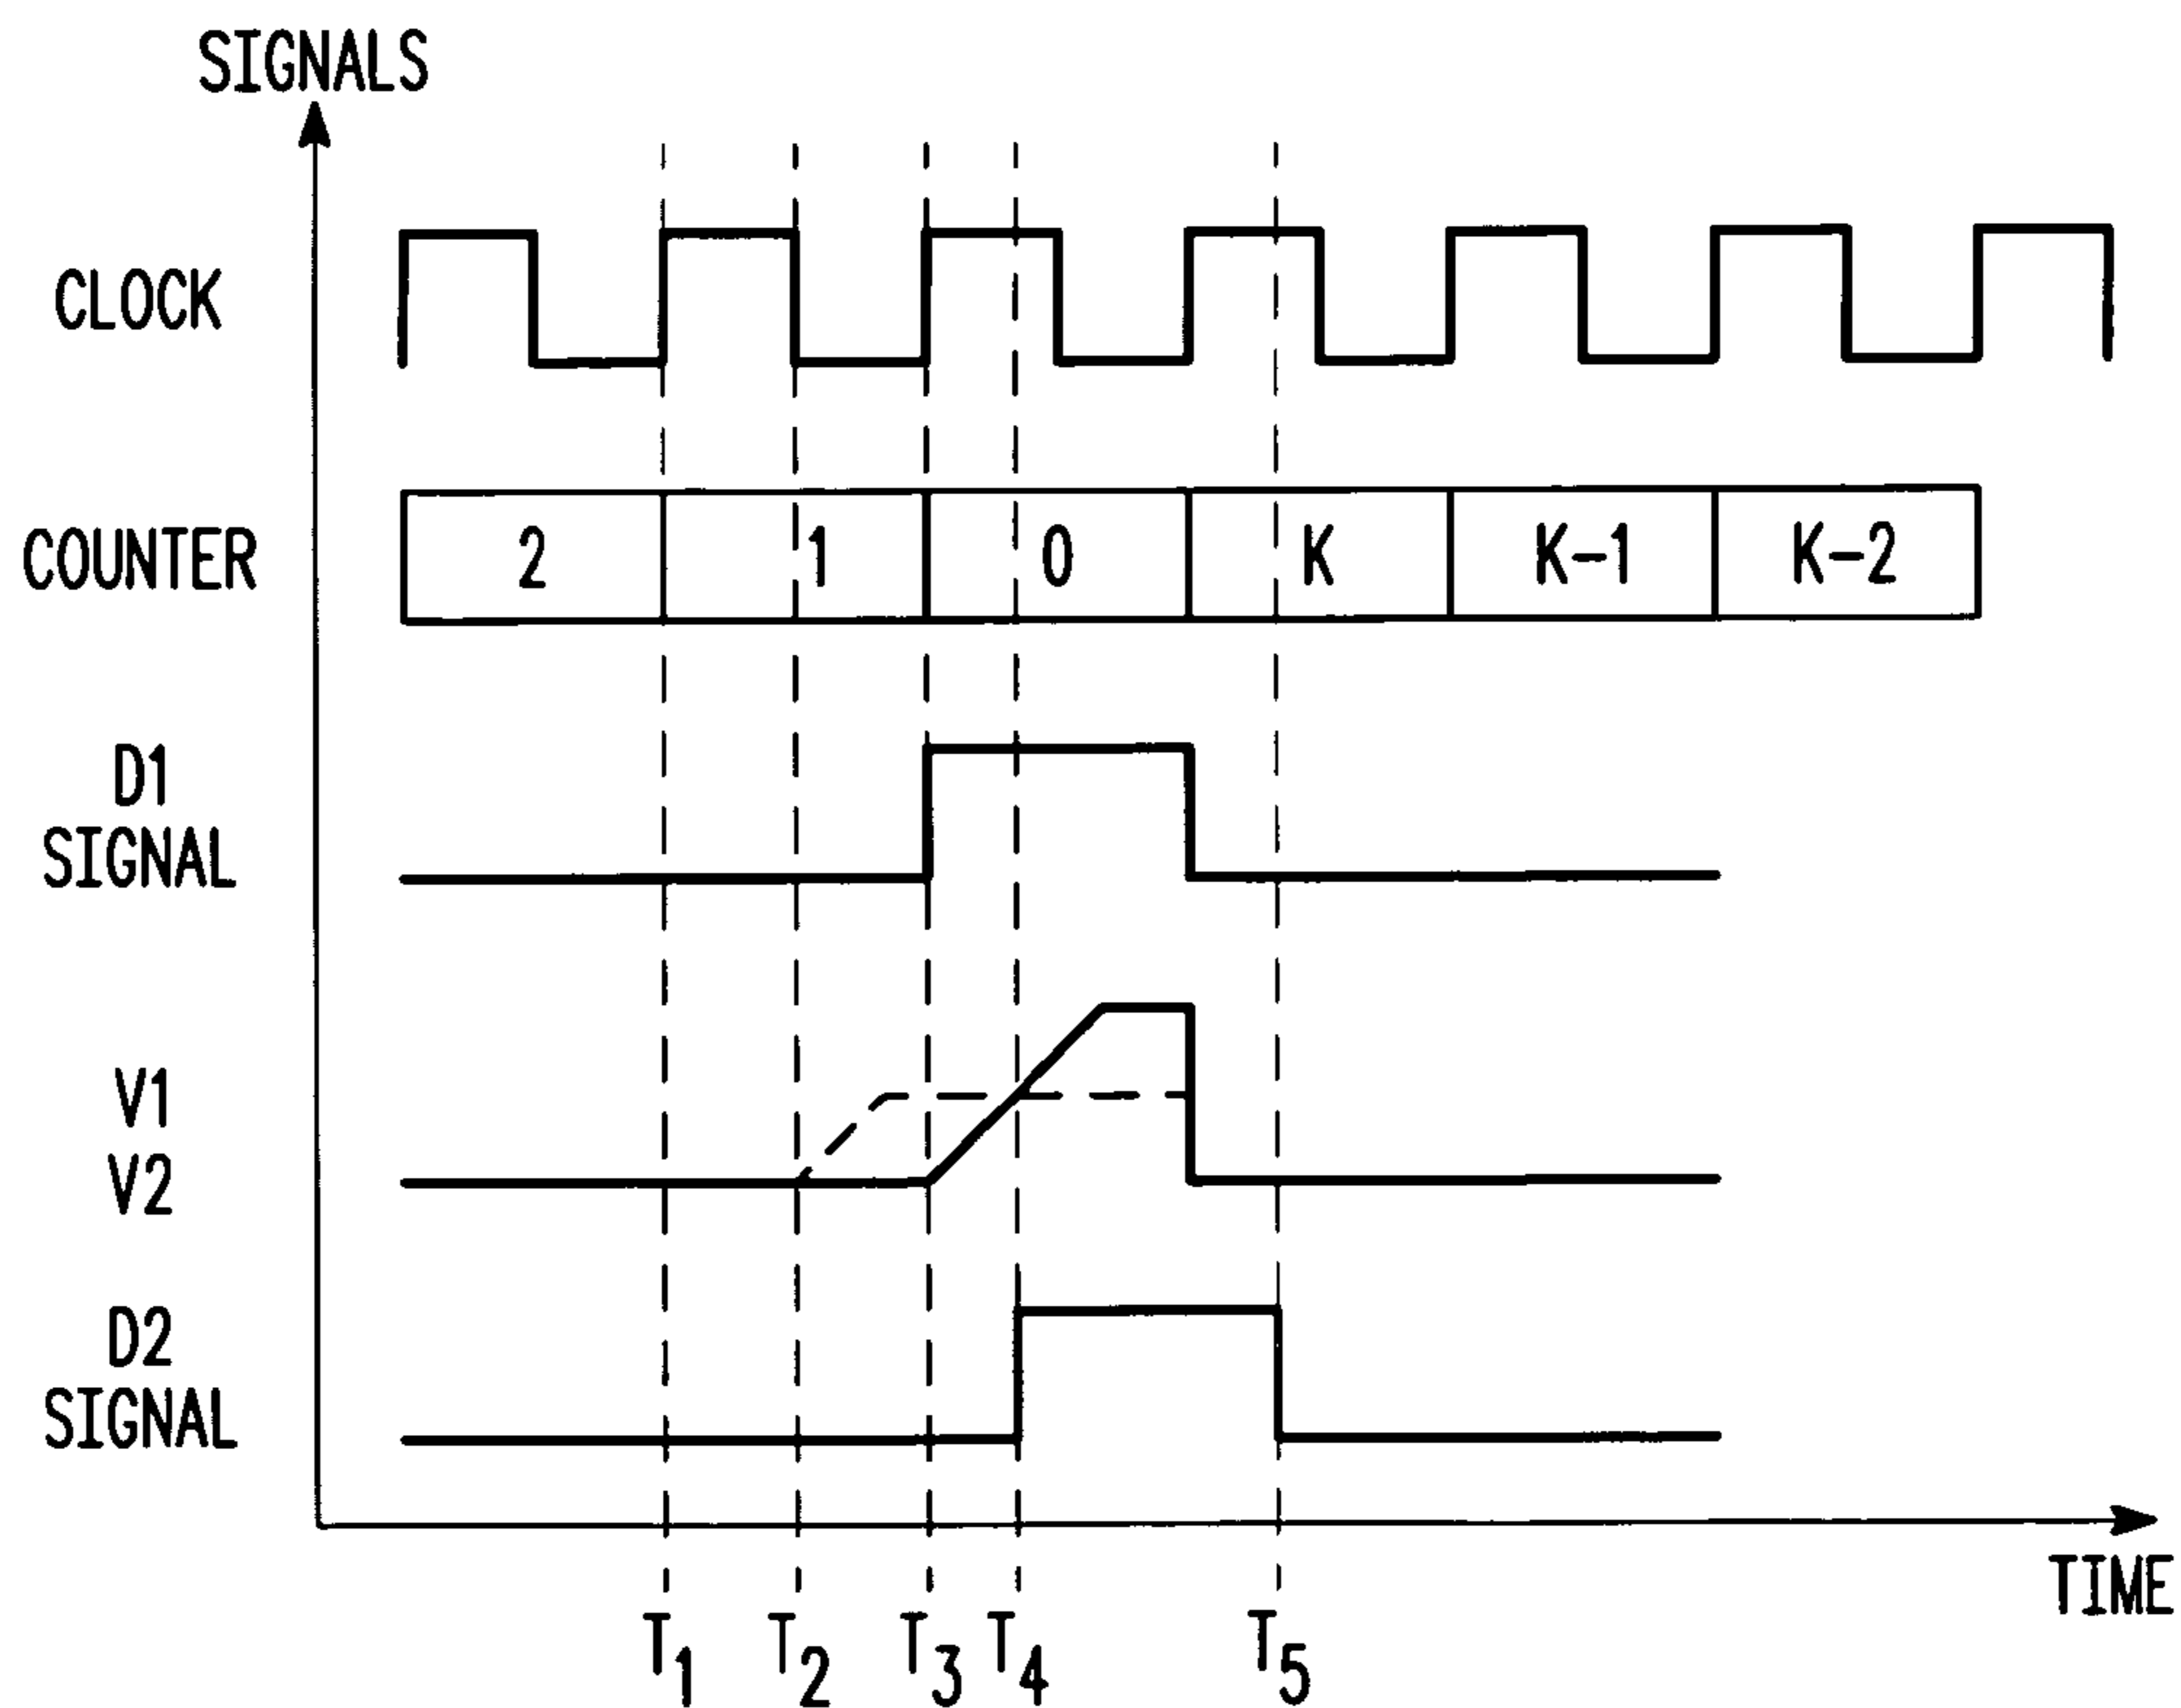 SIGNALS
CLOCK
COUNTER
2 1 0 K K-1 K-2
D1
SIGNAL
V1
V2
D2
SIGNAL
TIME
T1 T2 T3 T4 T5